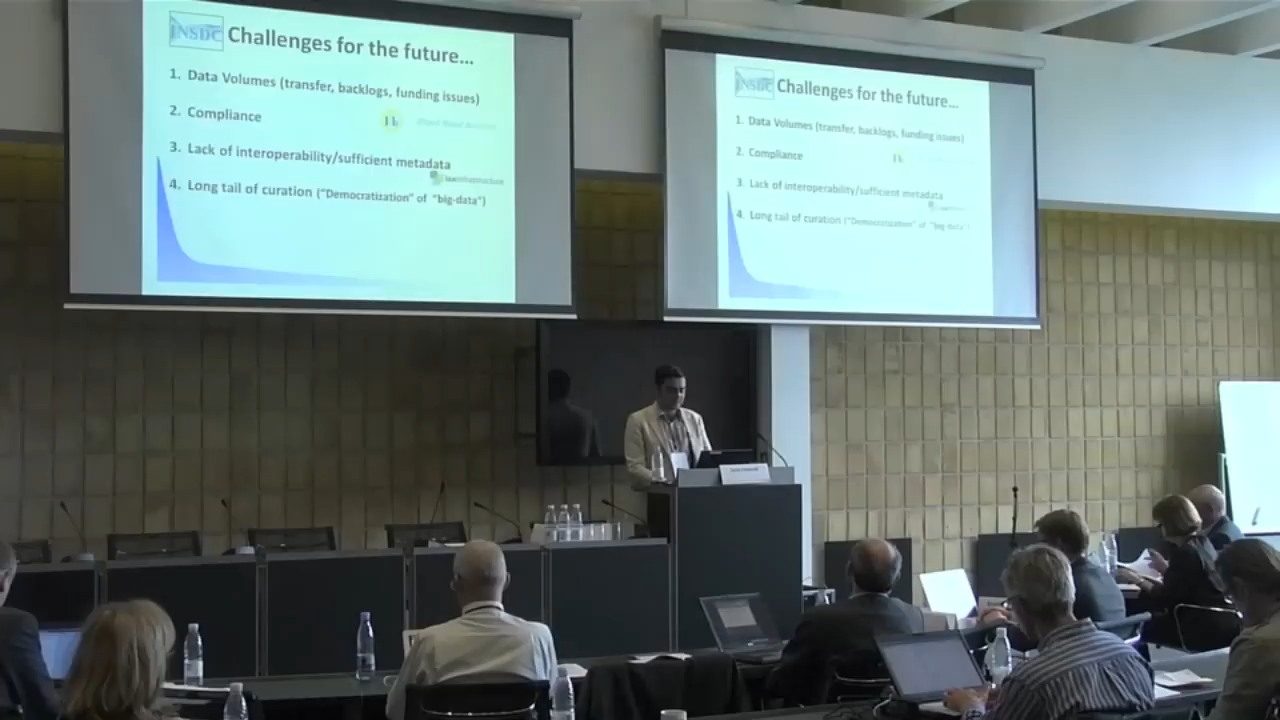 INSDC Challenges for the future...
1. Data Volumes (transfer, backlogs, funding issues)
2. Compliance
3. Lack of interoperability/sufficient metadata
4. Long tail of curation ("Democratization" of "big-data")
INSDC Challenges for the future...
1. Data Volumes (transfer, backlogs, funding issues)
2. Compliance
3. Lack of interoperability/sufficient metadata
4. Long tail of curation ("Democratization" of "big-data")